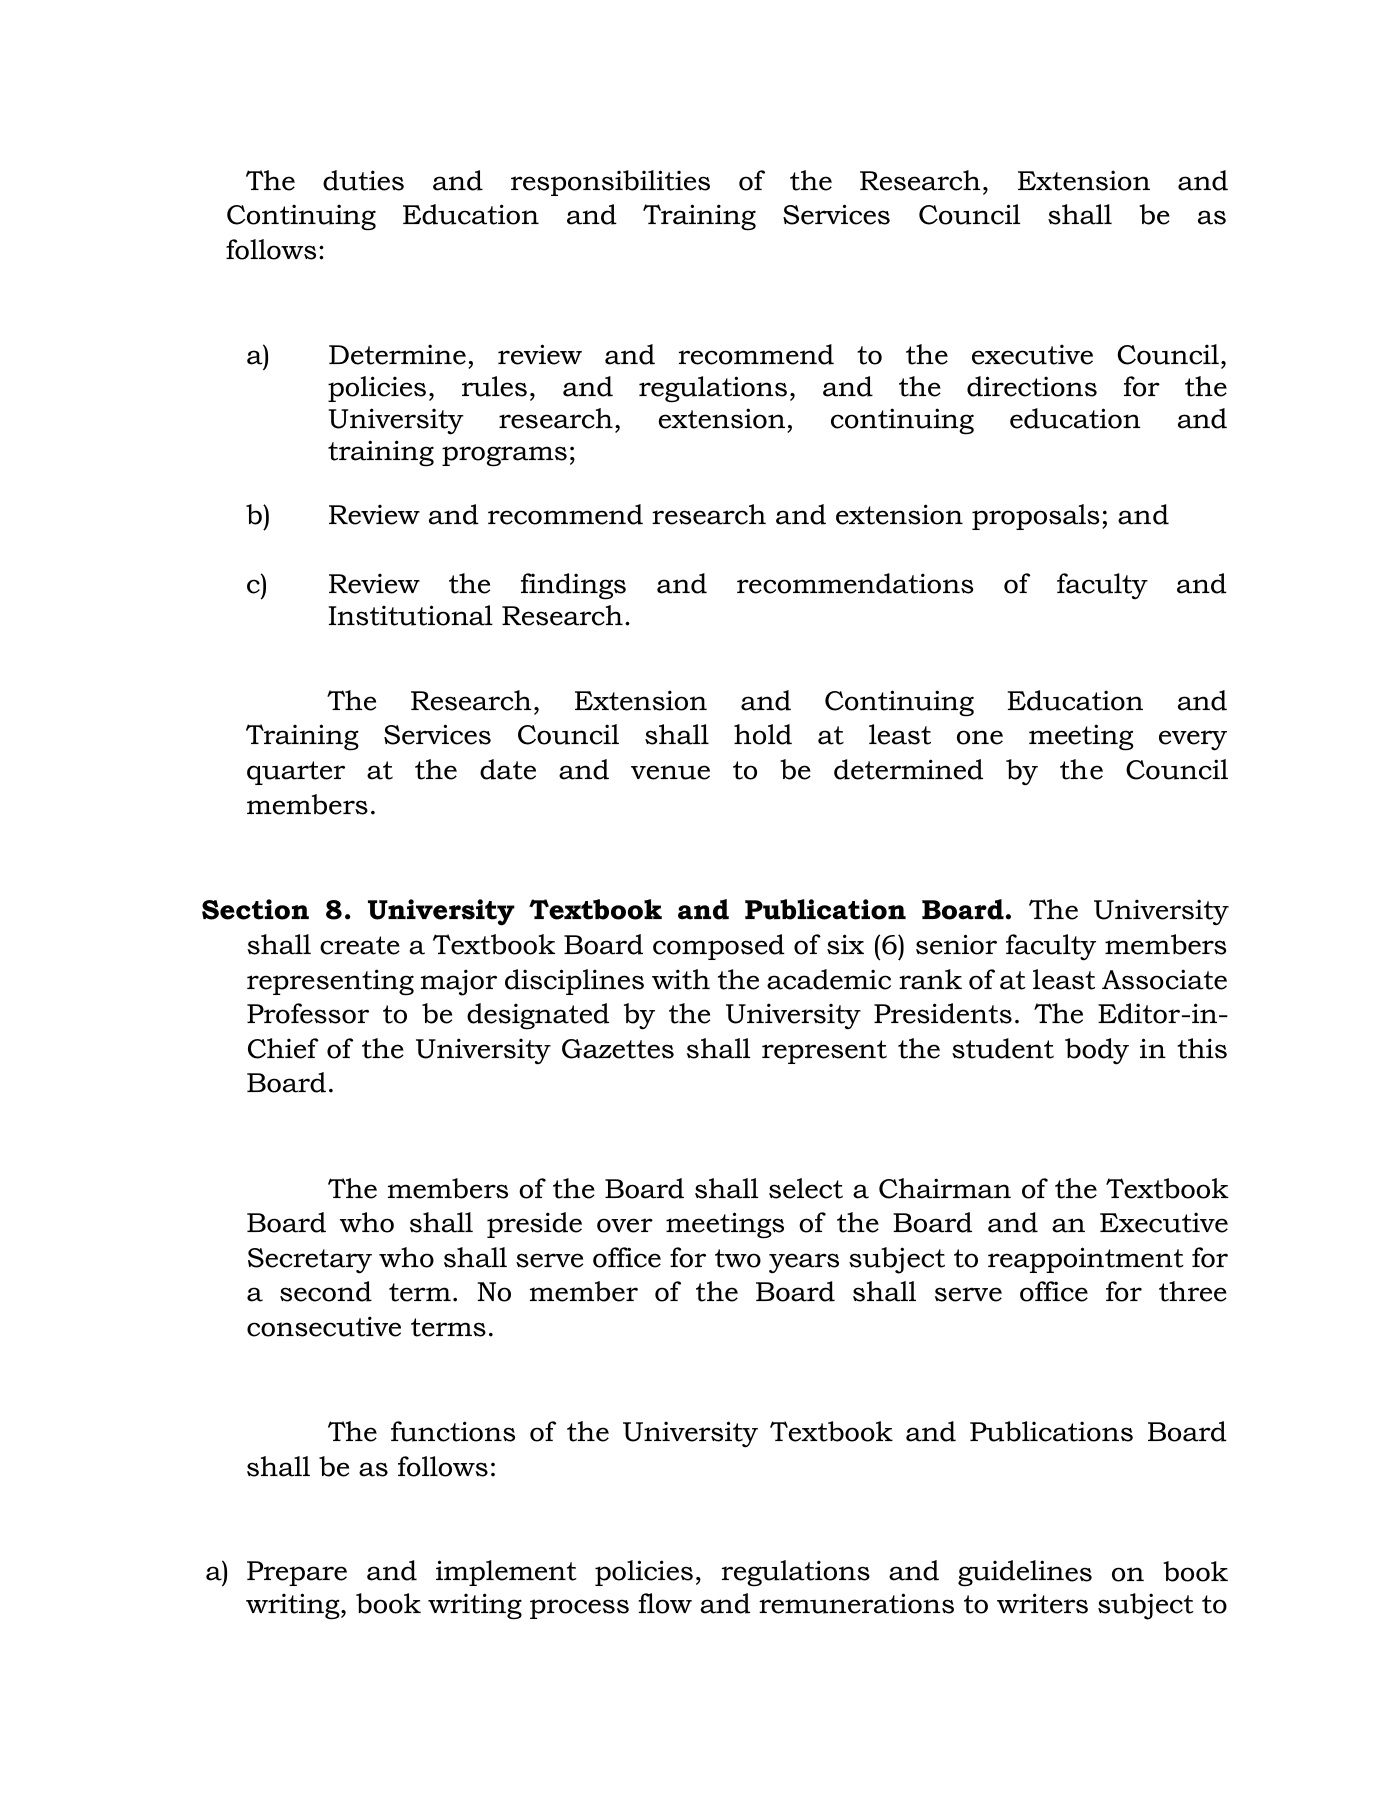 The duties and responsibilities of the Research, Extension and
Continuing Education and Training Services Council shall be as
follows:
a) Determine, review and recommend to the executive Council,
policies, rules, and regulations, and the directions for the
University research, extension, continuing education and
training programs;
b) Review and recommend research and extension proposals; and
c) Review the findings and recommendations of faculty and
Institutional Research.
The Research, Extension and Continuing Education and
Training Services Council shall hold at least one meeting every
quarter at the date and venue to be determined by the Council
members.
Section 8. University Textbook and Publication Board. The University
shall create a Textbook Board composed of six (6) senior faculty members
representing major disciplines with the academic rank of at least Associate
Professor to be designated by the University Presidents. The Editor-in-
Chief of the University Gazettes shall represent the student body in this
Board.
The members of the Board shall select a Chairman of the Textbook
Board who shall preside over meetings of the Board and an Executive
Secretary who shall serve office for two years subject to reappointment for
a second term. No member of the Board shall serve office for three
consecutive terms.
The functions of the University Textbook and Publications Board
shall be as follows:
a) Prepare and implement policies, regulations and guidelines on book
writing, book writing process flow and remunerations to writers subject to